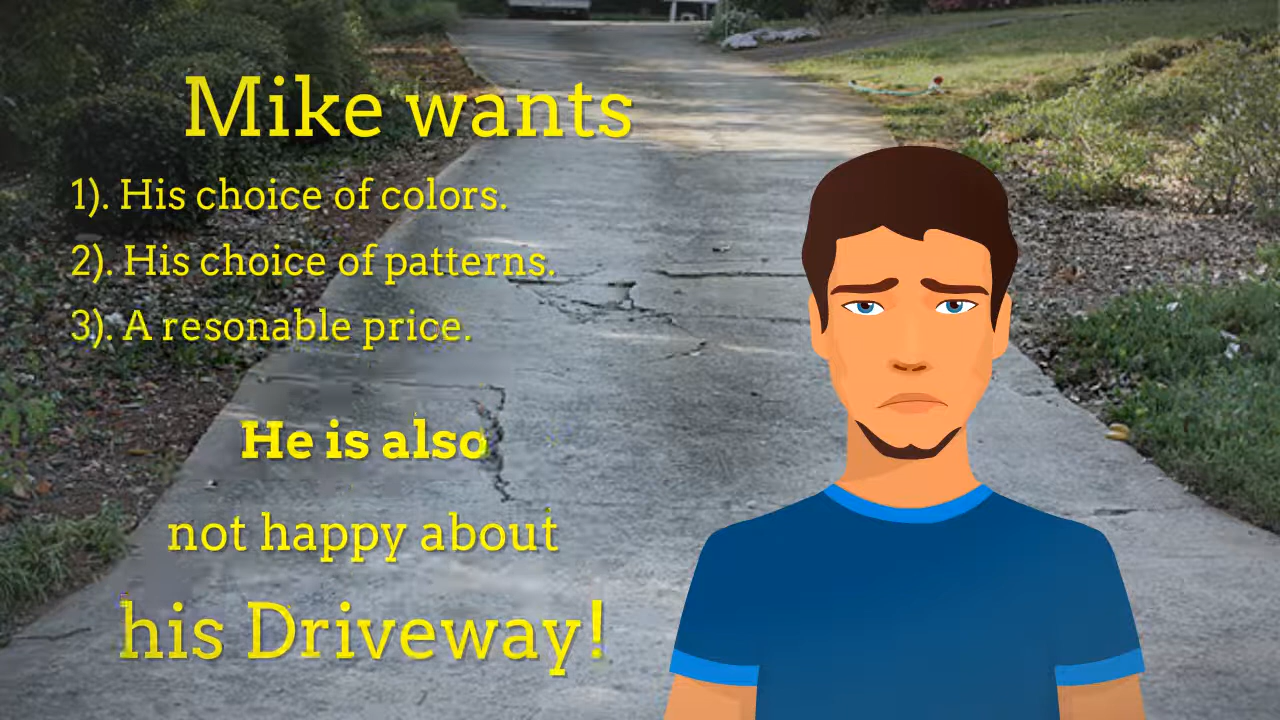 Mike wants
1). His choice of colors.
2). His choice of patterns.
3). A resonable price.
He is also
not happy about
his Driveway!